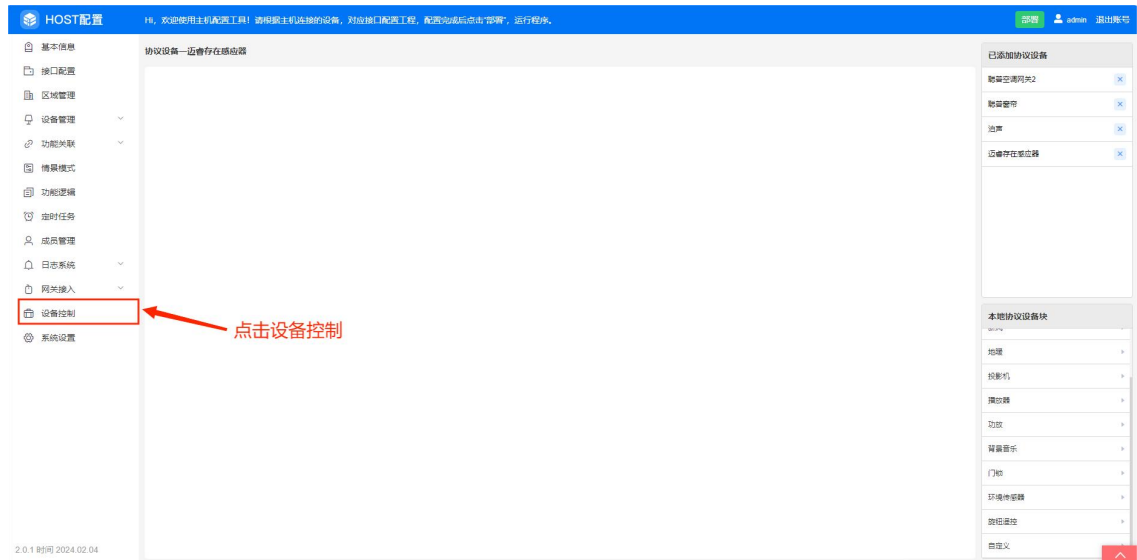 HOST配置
Hi，欢迎使用主机配置工具！请根据主机连接的设备，对应接口配置工程，配置完成后点击“部署”，运行程序。
部署
admin
退出账号
基本信息
接口配置
区域管理
设备管理
功能关联
情景模式
功能逻辑
定时任务
成员管理
日志系统
网关接入
设备控制
系统设置
2.0.1 时间 2024.02.04
协议设备—迈睿存在感应器
点击设备控制
已添加协议设备
聪普空调网关2
聪普窗帘
泊声
迈睿存在感应器
本地协议设备块
地暖
投影机
播放器
功放
背景音乐
门锁
环境传感器
旋钮遥控
自定义